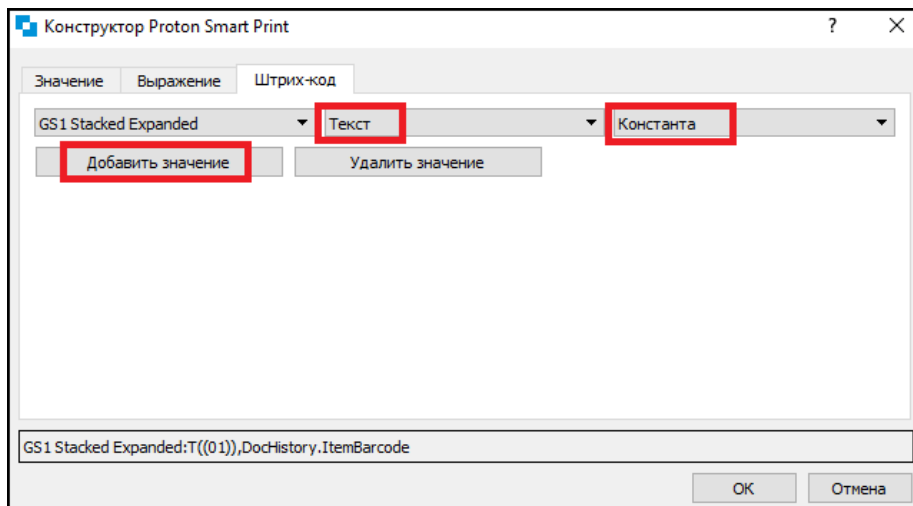 Конструктор Proton Smart Print
Значение Выражение Штрих-код
GS1 Stacked Expanded Текст Константа
Добавить значение Удалить значение
GS1 Stacked Expanded:T((01)),DocHistory.ItemBarcode
ОК Отмена